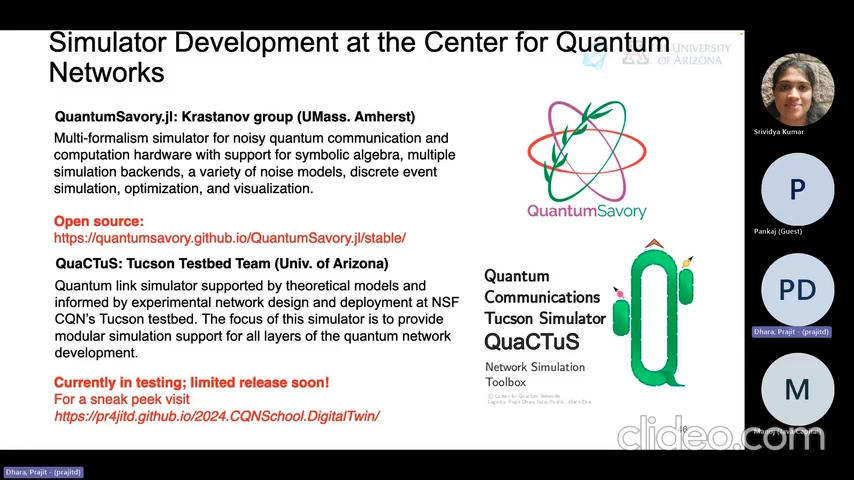 Simulator Development at the Center for Quantum
Networks
UNIVERSITY
OF ARIZONA
QuantumSavory.jl: Krastanov group (UMass. Amherst)
Multi-formalism simulator for noisy quantum communication and
computation hardware with support for symbolic algebra, multiple
simulation backends, a variety of noise models, discrete event
simulation, optimization, and visualization.
Open source:
https://quantumsavory.github.io/QuantumSavory.jl/stable/
QuantumSavory
QuaCTuS: Tucson Testbed Team (Univ. of Arizona)
Quantum link simulator supported by theoretical models and
informed by experimental network design and deployment at NSF
CQN's Tucson testbed. The focus of this simulator is to provide
modular simulation support for all layers of the quantum network
development.
Currently in testing; limited release soon!
For a sneak peek visit
https://pr4jitd.github.io/2024.CQNSchool.DigitalTwin/
Quantum
Communications
Tucson Simulator
QuaCTuS
Network Simulation
Toolbox
Srividya Kumar
P
Pankaj (Guest)
PD
Dhara, Prajit - (prajitd)
M
clideo.com
Dhara, Prajit - (prajitd)